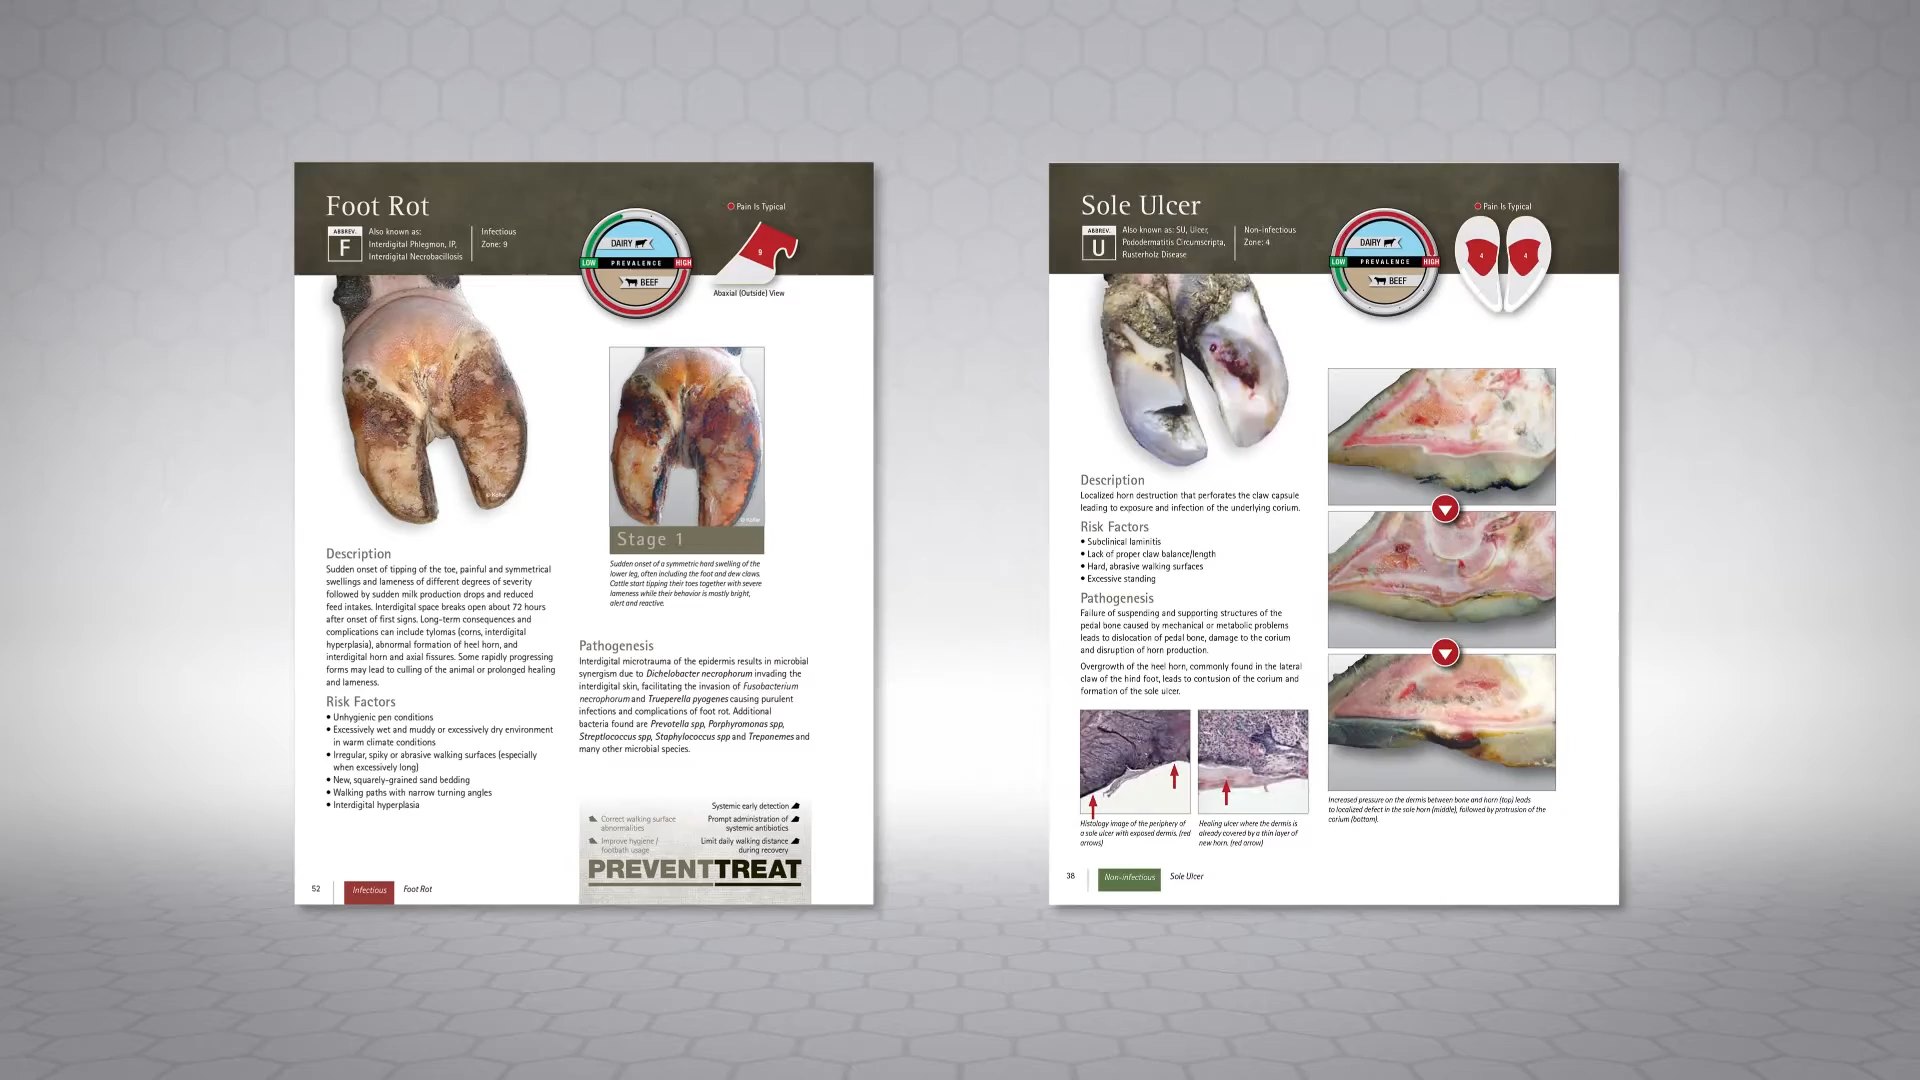 Foot Rot
ABBREV.
F
Also known as:
Interdigital Phlegmon, IP,
Interdigital Necrobacillosis
Infectious
Zone: 9
DAIRY
LOW PREVALENCE HIGH
BEEF
Pain Is Typical
9
Abaxial (Outside) View
© Kofler
© Kofler
Stage 1
Sudden onset of a symmetric hard swelling of the
lower leg, often including the foot and dew claws.
Cattle start tipping their toes together with severe
lameness while their behavior is mostly bright,
alert and reactive.
Description
Sudden onset of tipping of the toe, painful and symmetrical
swellings and lameness of different degrees of severity
followed by sudden milk production drops and reduced
feed intakes. Interdigital space breaks open about 72 hours
after onset of first signs. Long-term consequences and
complications can include tylomas (corns, interdigital
hyperplasia), abnormal formation of heel horn, and
interdigital horn and axial fissures. Some rapidly progressing
forms may lead to culling of the animal or prolonged healing
and lameness.
Risk Factors
• Unhygienic pen conditions
• Excessively wet and muddy or excessively dry environment
in warm climate conditions
• Irregular, spiky or abrasive walking surfaces (especially
when excessively long)
• New, squarely-grained sand bedding
• Walking paths with narrow turning angles
• Interdigital hyperplasia
Pathogenesis
Interdigital microtrauma of the epidermis results in microbial
synergism due to Dichelobacter necrophorum invading the
interdigital skin, facilitating the invasion of Fusobacterium
necrophorum and Trueperella pyogenes causing purulent
infections and complications of foot rot. Additional
bacteria found are Prevotella spp, Porphyromonas spp,
Streptlococcus spp, Staphylococcus spp and Treponemes and
many other microbial species.
Correct walking surface
abnormalities
Improve hygiene /
footbath usage
Systemic early detection
Prompt administration of
systemic antibiotics
Limit daily walking distance
during recovery
PREVENTTREAT
52
Infectious
Foot Rot
Sole Ulcer
ABBREV.
U
Also known as: SU, Ulcer,
Pododermatitis Circumscripta,
Rusterholz Disease
Non-infectious
Zone: 4
DAIRY
LOW PREVALENCE HIGH
BEEF
Pain Is Typical
4 4
Description
Localized horn destruction that perforates the claw capsule
leading to exposure and infection of the underlying corium.
Risk Factors
• Subclinical laminitis
• Lack of proper claw balance/length
• Hard, abrasive walking surfaces
• Excessive standing
Pathogenesis
Failure of suspending and supporting structures of the
pedal bone caused by mechanical or metabolic problems
leads to dislocation of pedal bone, damage to the corium
and disruption of horn production.
Overgrowth of the heel horn, commonly found in the lateral
claw of the hind foot, leads to contusion of the corium and
formation of the sole ulcer.
Histology image of the periphery of
a sole ulcer with exposed dermis. (red
arrows)
Healing ulcer where the dermis is
already covered by a thin layer of
new horn. (red arrow)
Increased pressure on the dermis between bone and horn (top) leads
to localized defect in the sole horn (middle), followed by protrusion of the
corium (bottom).
38
Non-infectious
Sole Ulcer